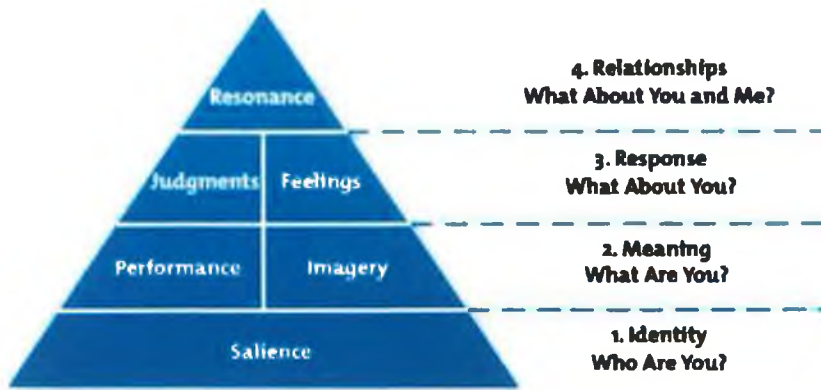 Resonance
4. Relationships
What About You and Me?
Judgments
Feelings
3. Response
What About You?
Performance
Imagery
2. Meaning
What Are You?
Salience
1. Identity
Who Are You?